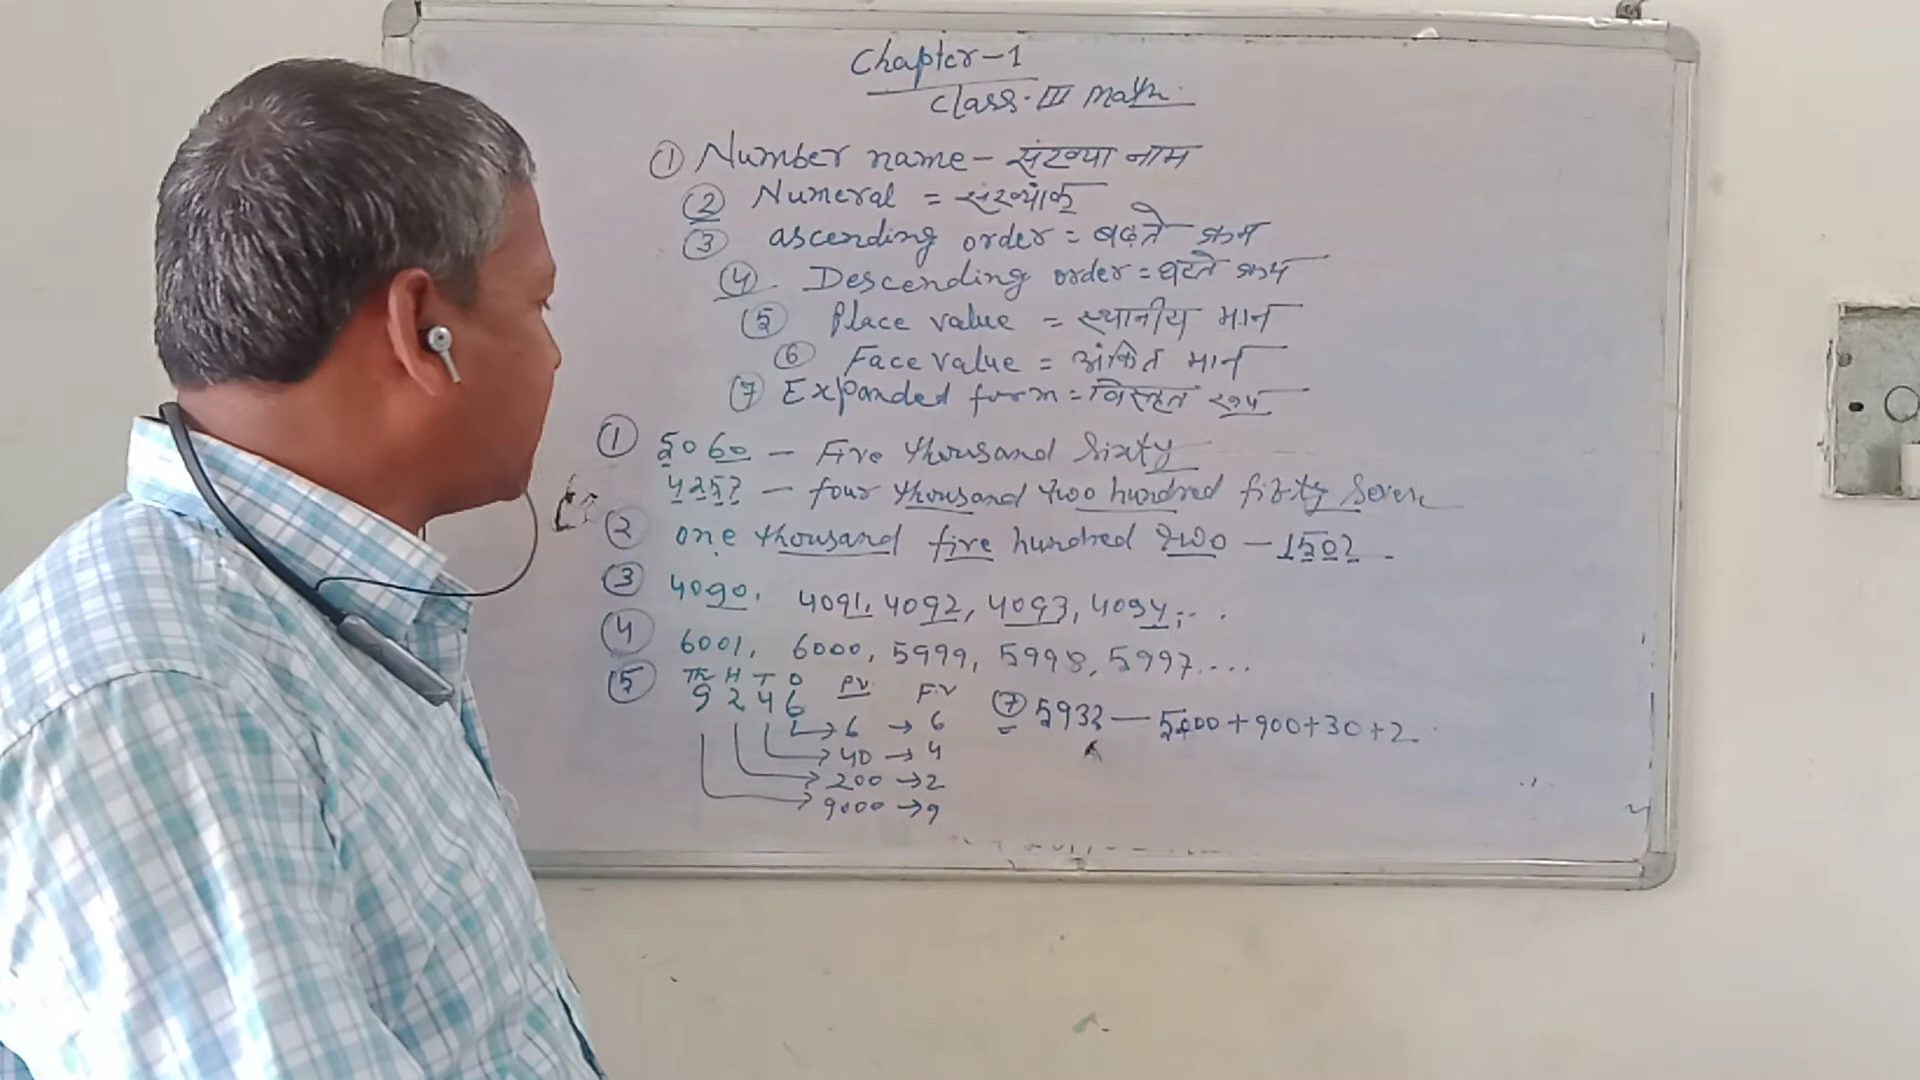 Chapter-1
Class-III Math.
① Number name - संख्या नाम
② Numeral = संख्यांक
③ ascending order = बढ़ते क्रम
④ Descending order = घटते क्रम
⑤ Place value = स्थानीय मान
⑥ Face value = अंकित मान
⑦ Expanded form = विस्तृत रूप
① 5060 - Five thousand Sixty
4257 - four thousand two hundred fifty Seven
② one thousand five hundred two - 1502
③ 4090, 4091, 4092, 4093, 4094, ...
④ 6001, 6000, 5999, 5998, 5997....
⑤ Th H T O P.V F.V
9 2 4 6
→ 6 → 6
→ 40 → 4
→ 200 → 2
→ 9000 → 9
⑦ 5932 — 5000+900+30+2